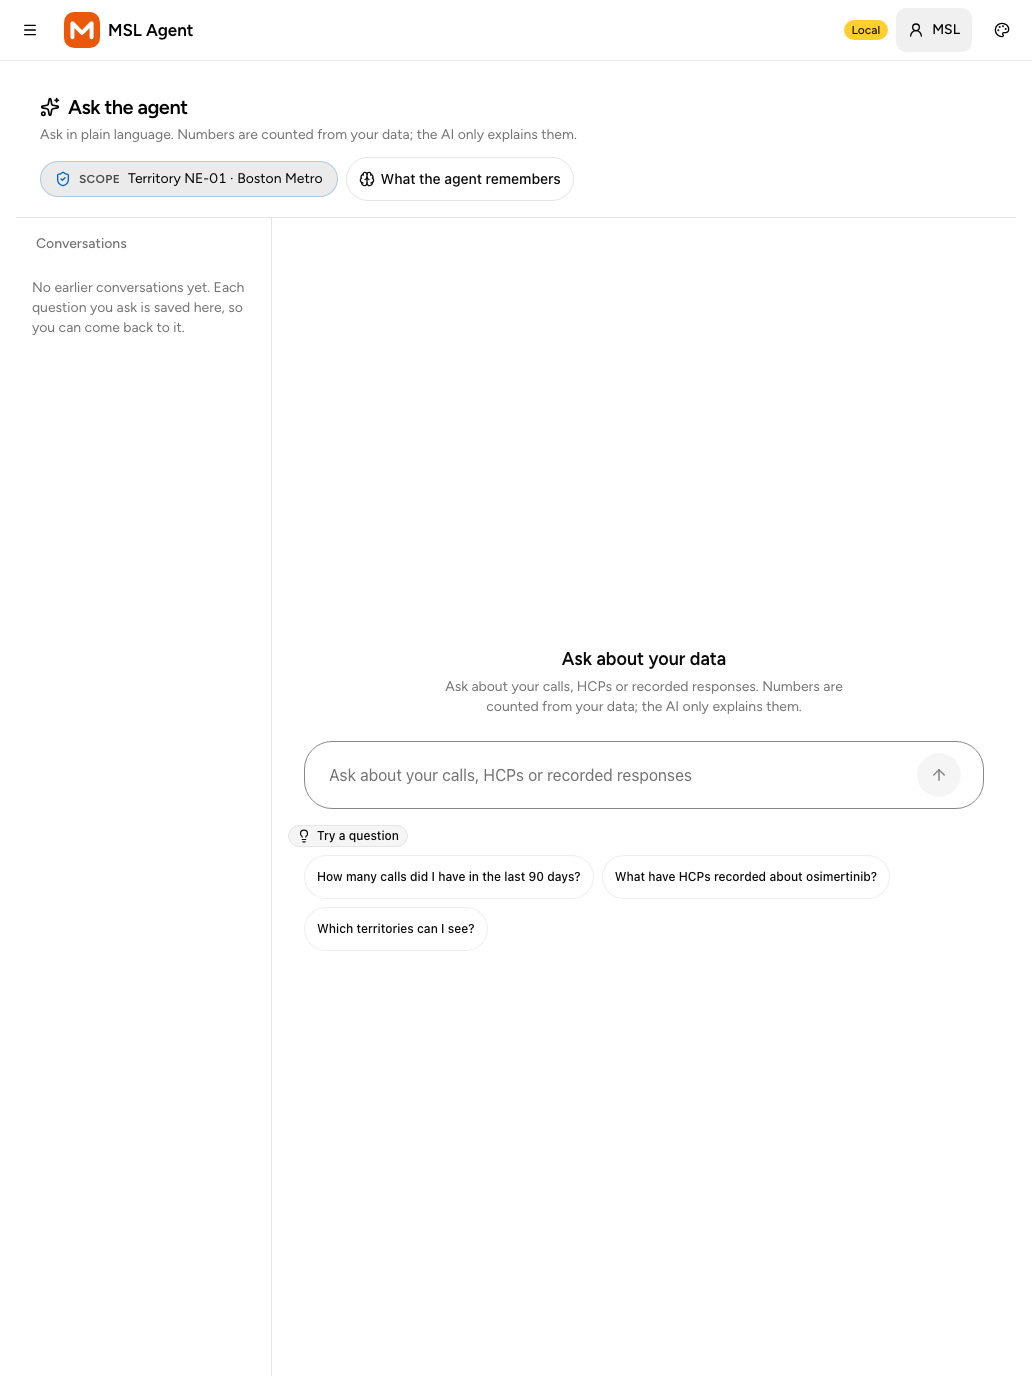 MSL Agent
Local
MSL
Ask the agent
Ask in plain language. Numbers are counted from your data; the AI only explains them.
SCOPE Territory NE-01 · Boston Metro
What the agent remembers
Conversations
No earlier conversations yet. Each
question you ask is saved here, so
you can come back to it.
Ask about your data
Ask about your calls, HCPs or recorded responses. Numbers are
counted from your data; the AI only explains them.
Ask about your calls, HCPs or recorded responses
Try a question
How many calls did I have in the last 90 days?
What have HCPs recorded about osimertinib?
Which territories can I see?